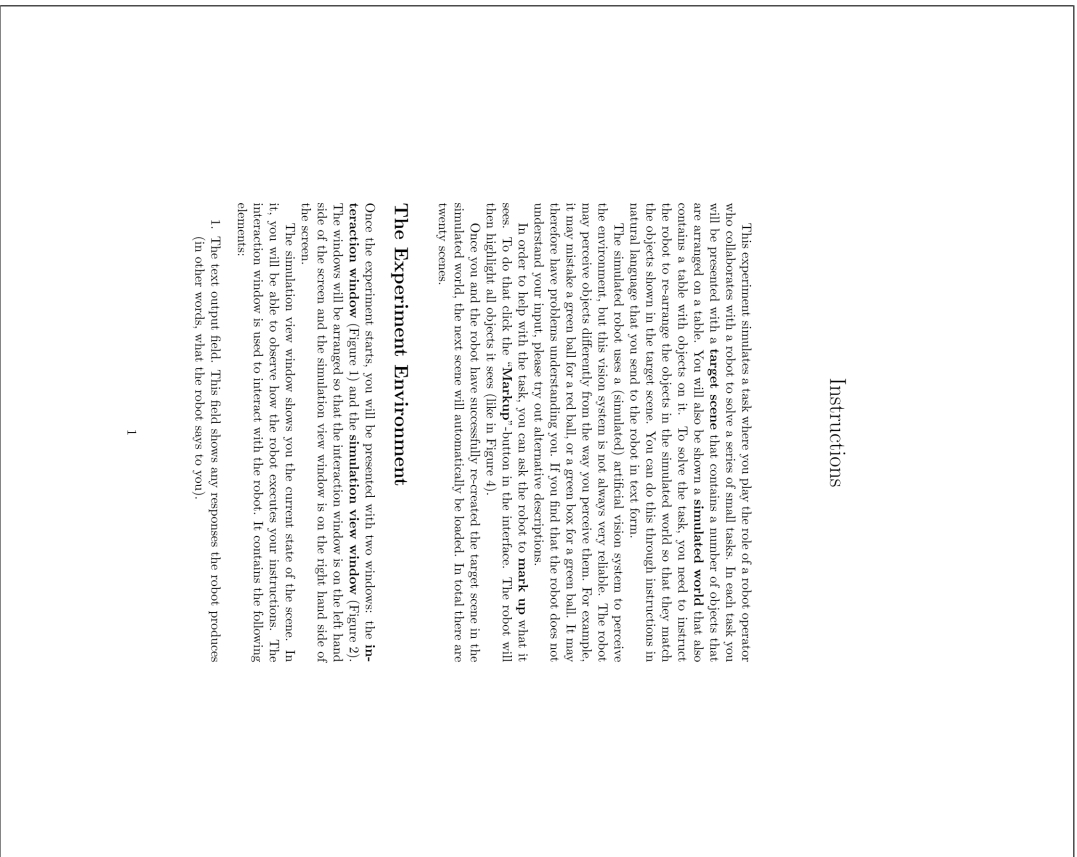 Instructions
This experiment simulates a task where you play the role of a robot operator
who collaborates with a robot to solve a series of small tasks. In each task you
will be presented with a target scene that contains a number of objects that
are arranged on a table. You will also be shown a simulated world that also
contains a table with objects on it. To solve the task, you need to instruct
the robot to re-arrange the objects in the simulated world so that they match
the objects shown in the target scene. You can do this through instructions in
natural language that you send to the robot in text form.
The simulated robot uses a (simulated) artificial vision system to perceive
the environment, but this vision system is not always very reliable. The robot
may perceive objects differently from the way you perceive them. For example,
it may mistake a green ball for a red ball, or a green box for a green ball. It may
therefore have problems understanding you. If you find that the robot does not
understand your input, please try out alternative descriptions.
In order to help with the task, you can ask the robot to mark up what it
sees. To do that click the “Markup”-button in the interface. The robot will
then highlight all objects it sees (like in Figure 4).
Once you and the robot have successfully re-created the target scene in the
simulated world, the next scene will automatically be loaded. In total there are
twenty scenes.
The Experiment Environment
Once the experiment starts, you will be presented with two windows: the in-
teraction window (Figure 1) and the simulation view window (Figure 2).
The windows will be arranged so that the interaction window is on the left hand
side of the screen and the simulation view window is on the right hand side of
the screen.
The simulation view window shows you the current state of the scene. In
it, you will be able to observe how the robot executes your instructions. The
interaction window is used to interact with the robot. It contains the following
elements:
1. The text output field. This field shows any responses the robot produces
(in other words, what the robot says to you).
1